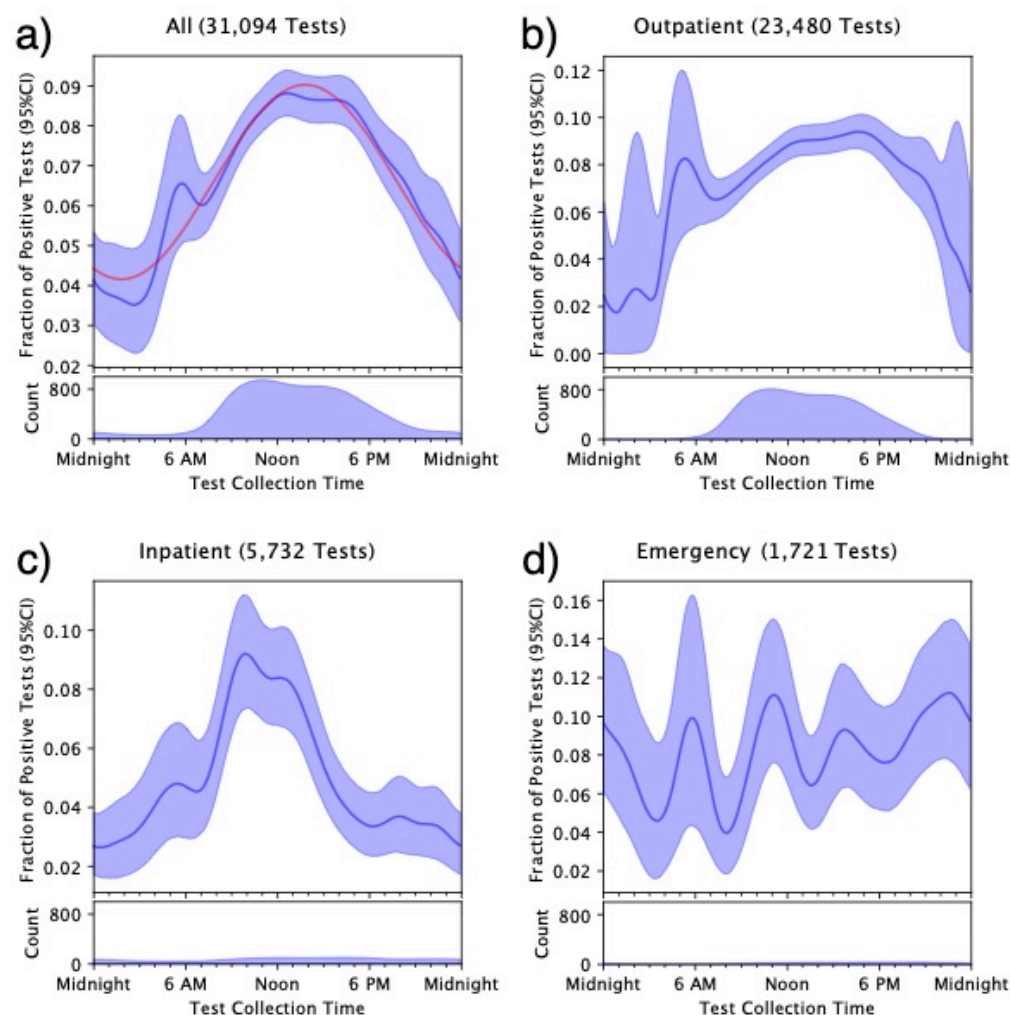 a)
All (31,094 Tests)
Fraction of Positive Tests (95%CI)
0.09
0.08
0.07
0.06
0.05
0.04
0.03
0.02
Count
800
0
Midnight 6 AM Noon 6 PM Midnight
Test Collection Time
b)
Outpatient (23,480 Tests)
Fraction of Positive Tests (95%CI)
0.12
0.10
0.08
0.06
0.04
0.02
0.00
Count
800
0
Midnight 6 AM Noon 6 PM Midnight
Test Collection Time
c)
Inpatient (5,732 Tests)
Fraction of Positive Tests (95%CI)
0.10
0.08
0.06
0.04
0.02
Count
800
0
Midnight 6 AM Noon 6 PM Midnight
Test Collection Time
d)
Emergency (1,721 Tests)
Fraction of Positive Tests (95%CI)
0.16
0.14
0.12
0.10
0.08
0.06
0.04
0.02
Count
800
0
Midnight 6 AM Noon 6 PM Midnight
Test Collection Time